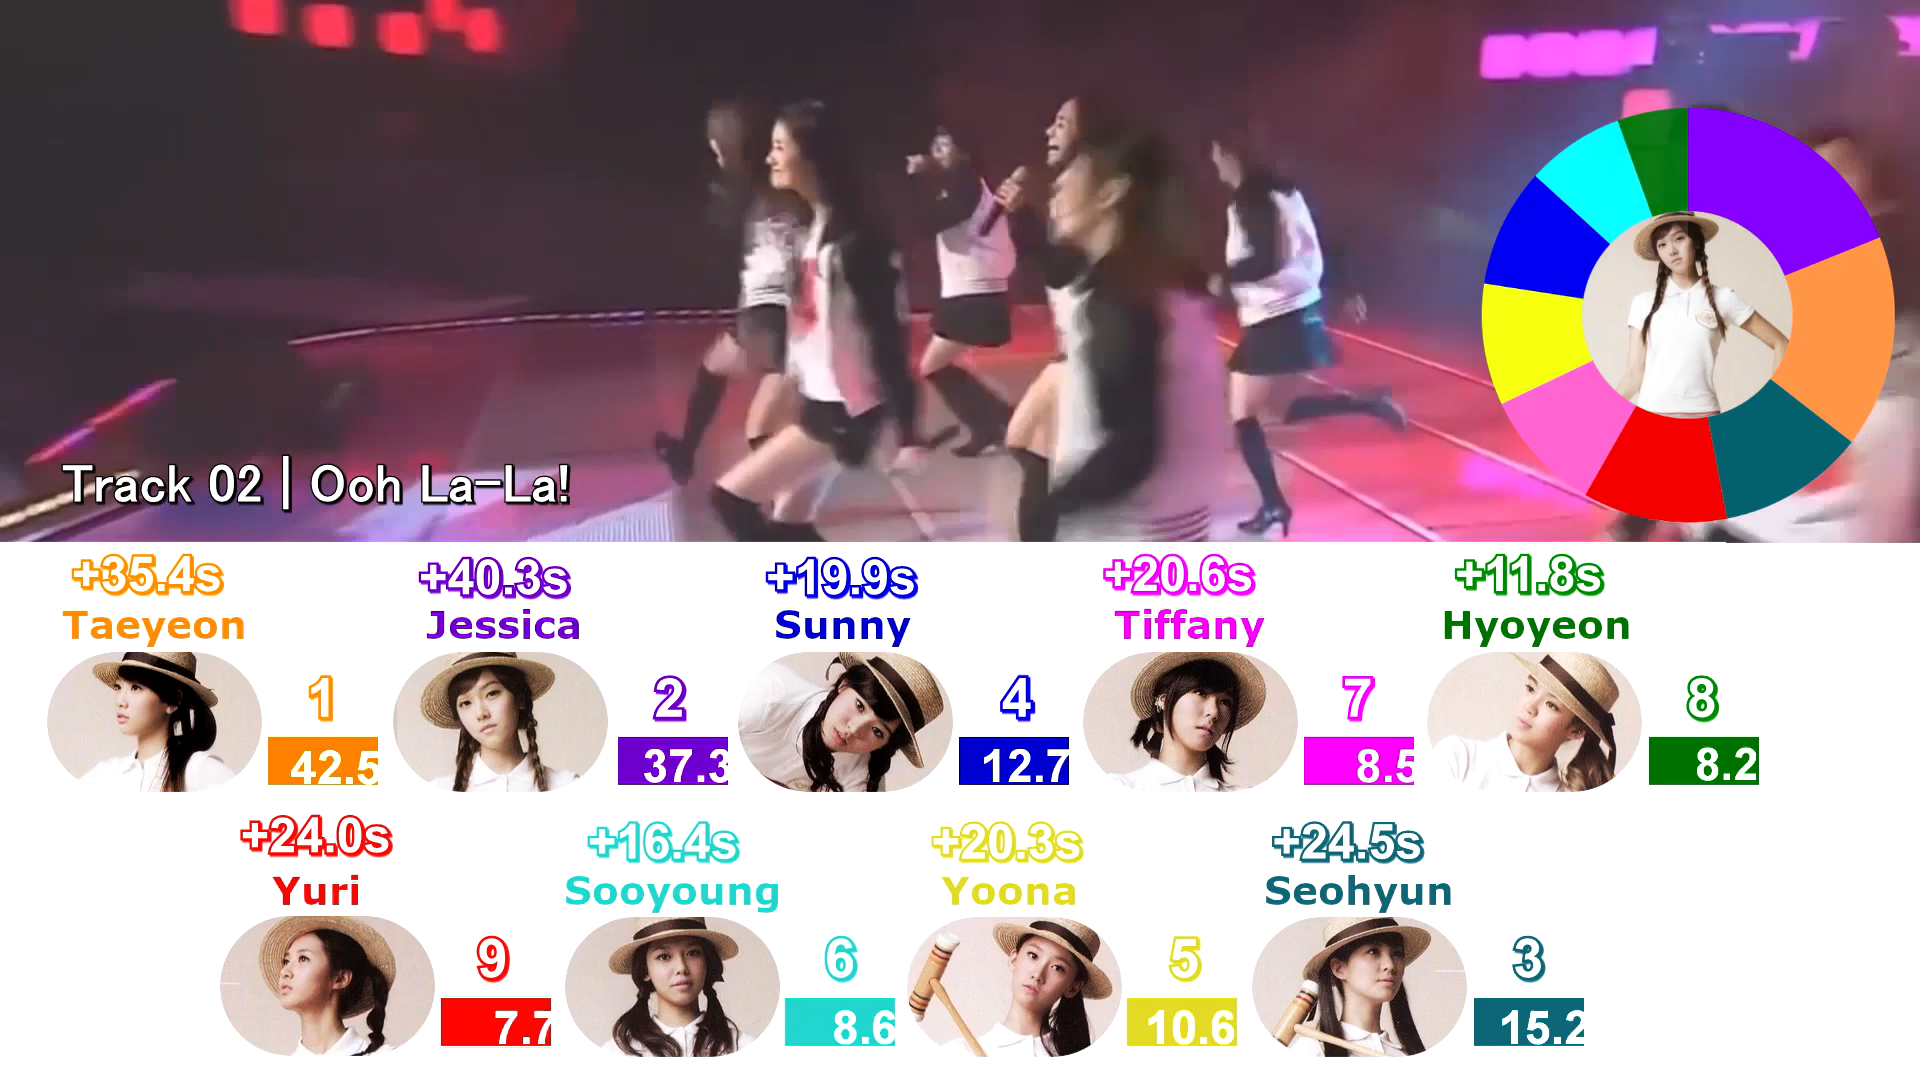 Track 02 | Ooh La-La!
+35.4s
Taeyeon
1
42.5
+40.3s
Jessica
2
37.3
+19.9s
Sunny
4
12.7
+20.6s
Tiffany
7
8.5
+11.8s
Hyoyeon
8
8.2
+24.0s
Yuri
9
7.7
+16.4s
Sooyoung
6
8.6
+20.3s
Yoona
5
10.6
+24.5s
Seohyun
3
15.2